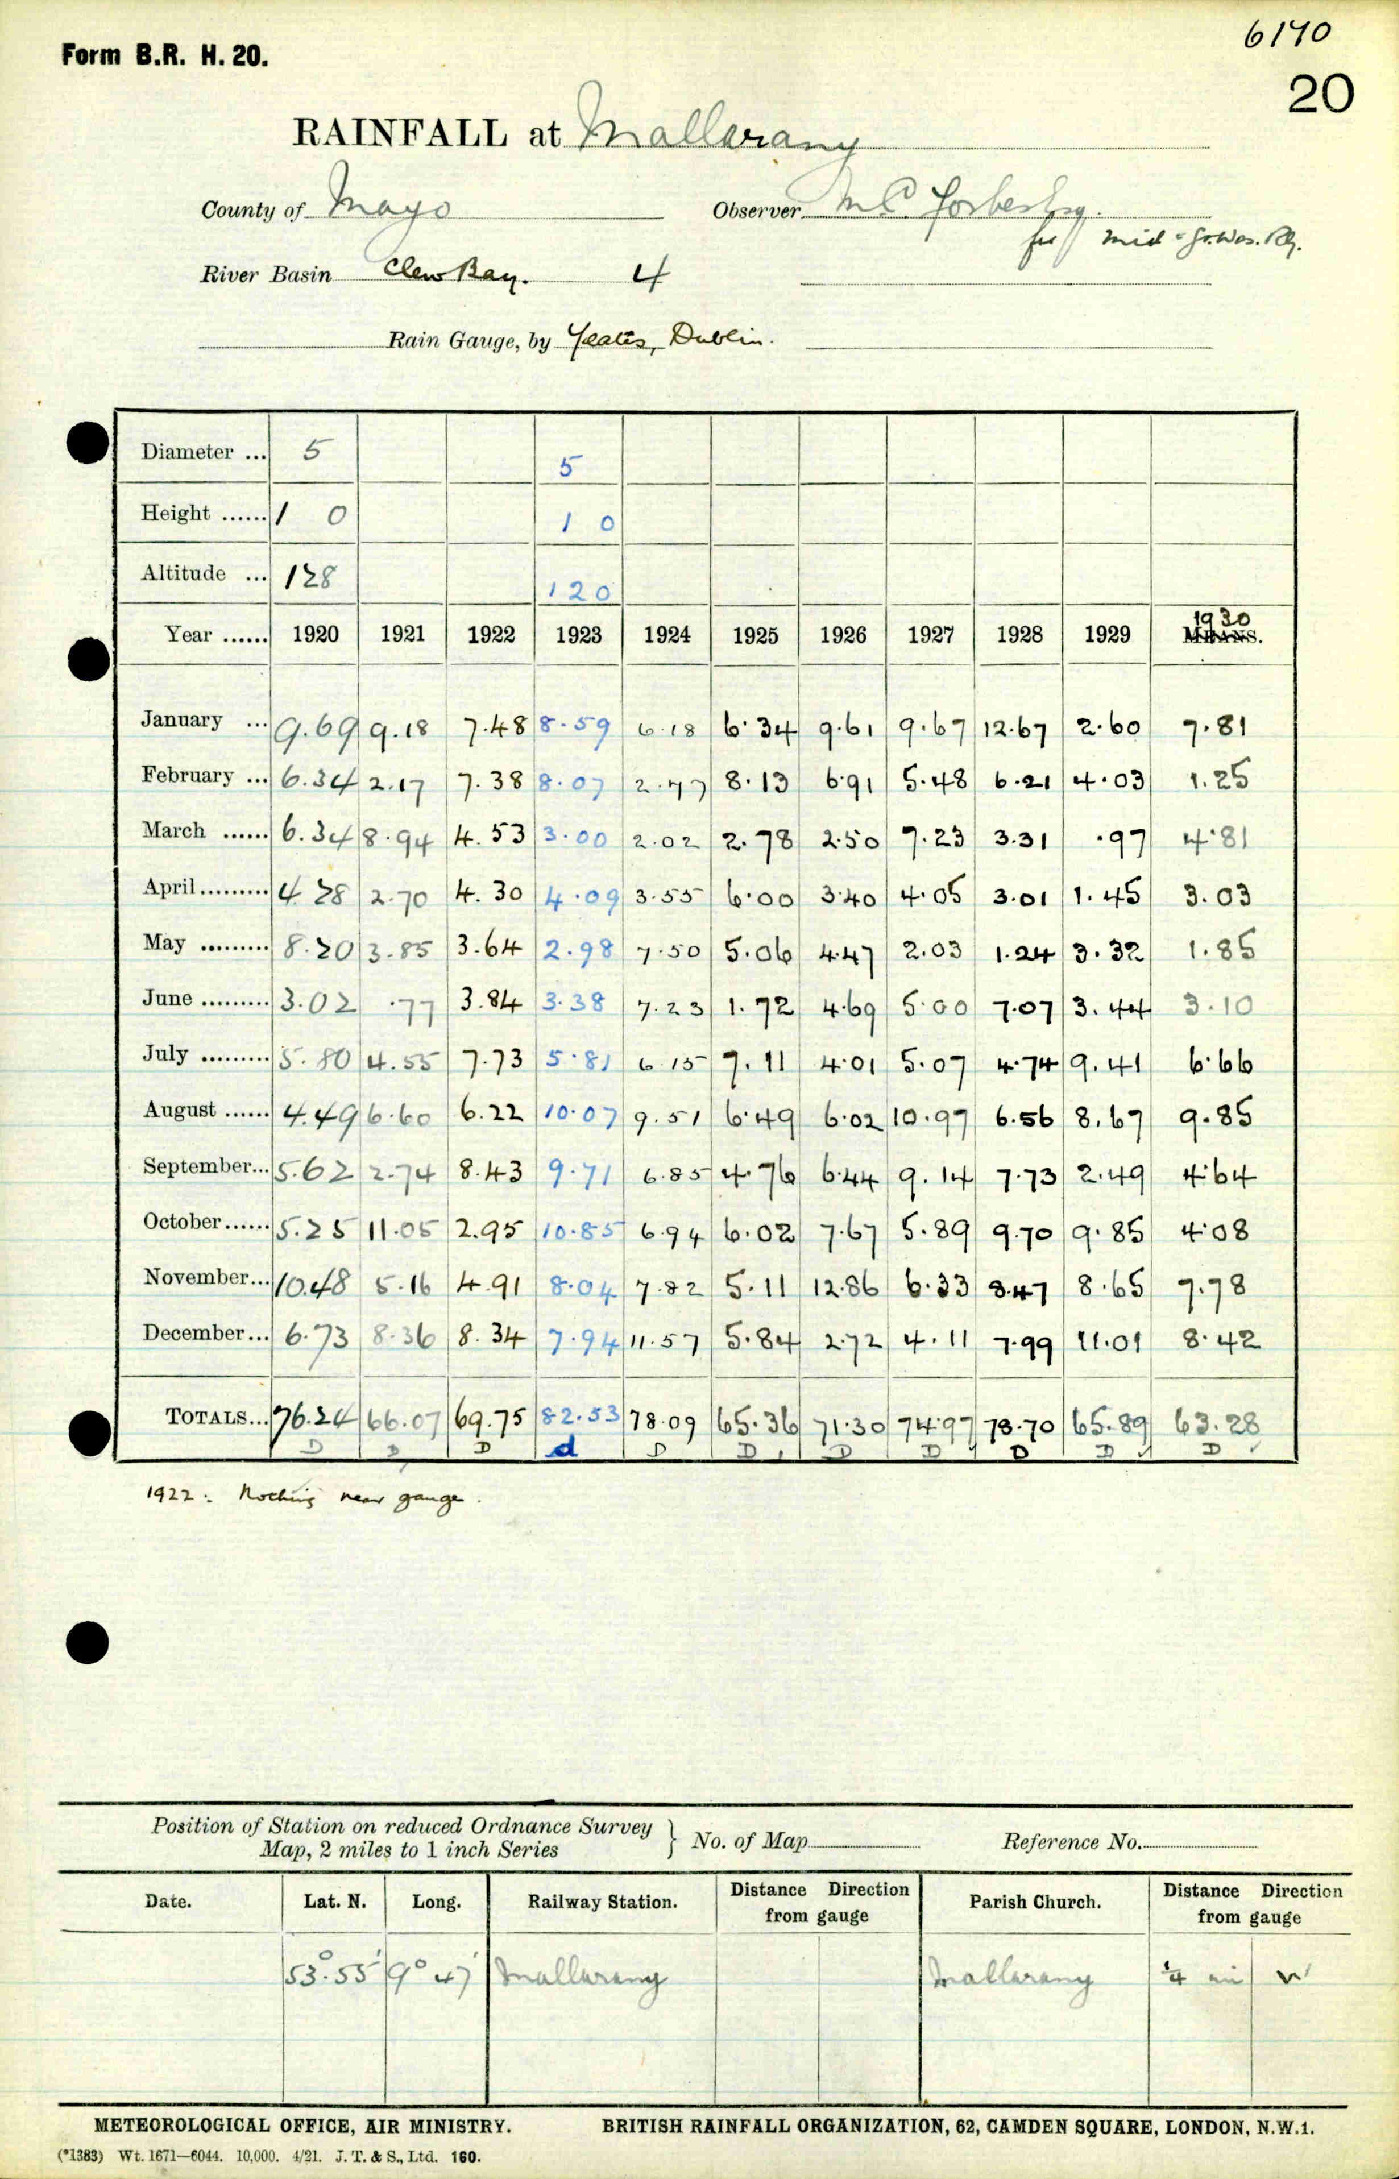 6170
Form B.R. H. 20.
20
RAINFALL at Mallarany
County of Mayo Observer M.C. Forbes Esq.
for Mid-Gt. Wes. Rly.
River Basin Clew Bay. 4
Rain Gauge, by Yeates, Dublin.
Diameter ... 5 5
Height ...... 1 0 1 0
Altitude ... 128 120
Year ...... 1920 1921 1922 1923 1924 1925 1926 1927 1928 1929 1930 MEANS.
January ... 9.69 9.18 7.48 8.59 6.18 6.34 9.61 9.67 12.67 2.60 7.81
February ... 6.34 2.17 7.38 8.07 2.77 8.13 6.91 5.48 6.21 4.03 1.25
March ...... 6.34 8.94 4.53 3.00 2.02 2.78 2.50 7.23 3.31 .97 4.81
April......... 4.28 2.70 4.30 4.09 3.55 6.00 3.40 4.05 3.01 1.45 3.03
May ......... 8.20 3.85 3.64 2.98 7.50 5.06 4.47 2.03 1.24 3.32 1.85
June ......... 3.02 .77 3.84 3.38 7.23 1.72 4.69 5.00 7.07 3.44 3.10
July ......... 5.80 4.55 7.73 5.81 6.15 7.11 4.01 5.07 4.74 9.41 6.66
August ...... 4.49 6.60 6.22 10.07 9.51 6.49 6.02 10.97 6.56 8.67 9.85
September... 5.62 2.74 8.43 9.71 6.85 4.76 6.44 9.14 7.73 2.49 4.64
October...... 5.25 11.05 2.95 10.85 6.94 6.02 7.67 5.89 9.70 9.85 4.08
November... 10.48 5.16 4.91 8.04 7.82 5.11 12.86 6.33 8.47 8.65 7.78
December... 6.73 8.36 8.34 7.94 11.57 5.84 2.72 4.11 7.99 11.01 8.42
TOTALS... 76.24 66.07 69.75 82.53 78.09 65.36 71.30 74.97 78.70 65.89 63.28
D D D d D D D D D D D
1922: Nothing near gauge.
Position of Station on reduced Ordnance Survey
Map, 2 miles to 1 inch Series } No. of Map Reference No.
Date. Lat. N. Long. Railway Station. Distance Direction from gauge Parish Church. Distance Direction from gauge
53° 55' 9° 47' Mallarany Mallarany 1/4 mi W
METEOROLOGICAL OFFICE, AIR MINISTRY. BRITISH RAINFALL ORGANIZATION, 62, CAMDEN SQUARE, LONDON, N.W.1.
(*1383) Wt. 1671—6044. 10,000. 4/21. J. T. & S., Ltd. 160.